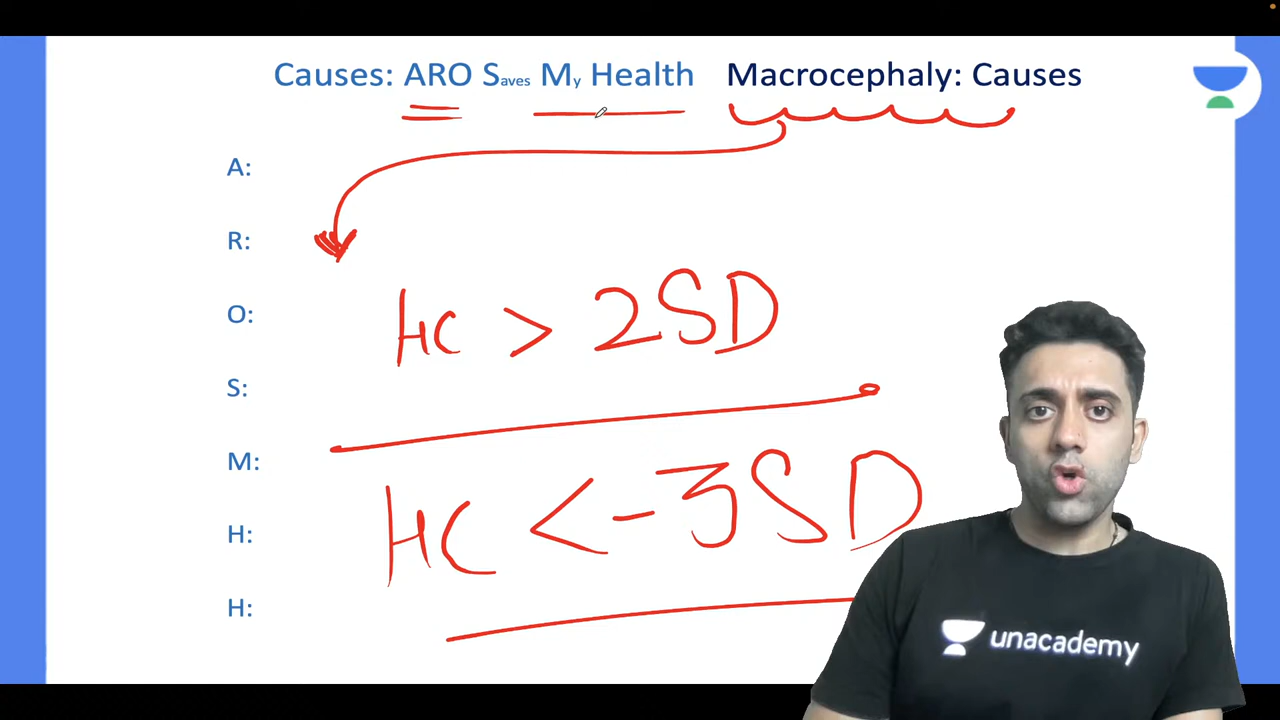 Causes: ARO Saves My Health Macrocephaly: Causes
A:
R:
O:
HC > 2SD
S:
M:
HC < -3SD
H:
H:
unacademy